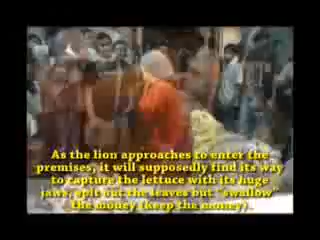 As the lion approaches to enter the
premises, it will supposedly find its way
to capture the lettuce with its huge
jaws, spit out the leaves but "swallow"
the money (keep the money).